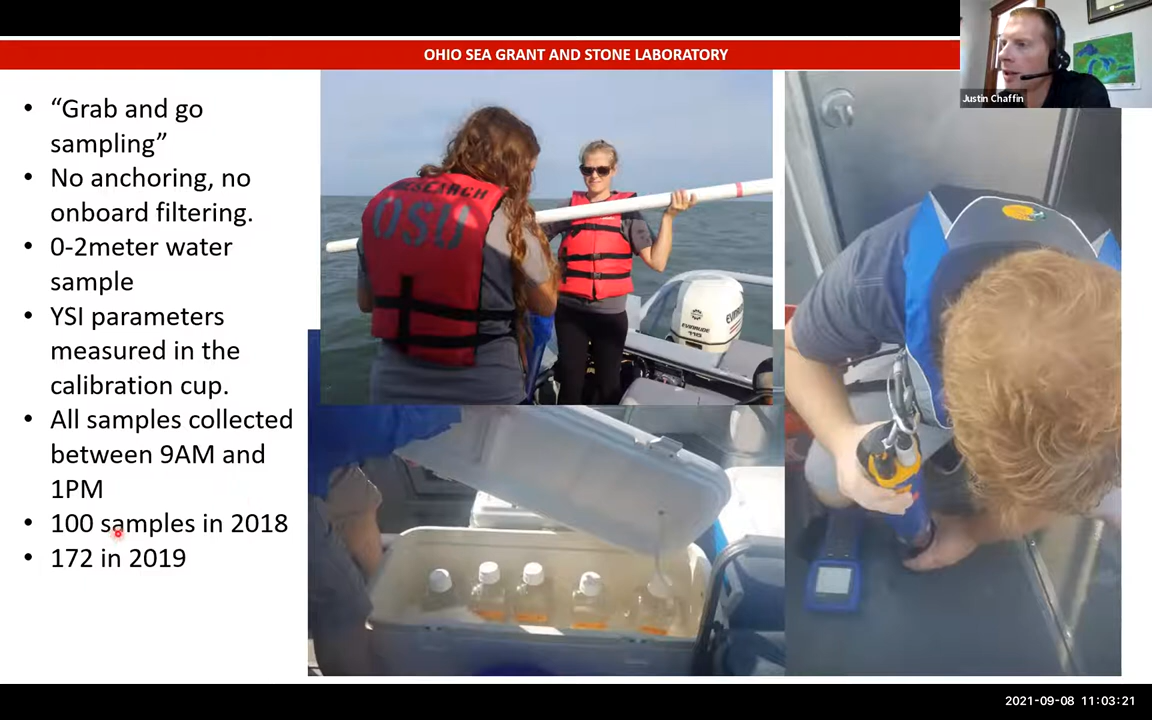 OHIO SEA GRANT AND STONE LABORATORY
Justin Chaffin
• “Grab and go
sampling”
• No anchoring, no
onboard filtering.
• 0-2meter water
sample
• YSI parameters
measured in the
calibration cup.
• All samples collected
between 9AM and
1PM
• 100 samples in 2018
• 172 in 2019
RESEARCH
OSU
EVINRUDE
2021-09-08 11:03:21